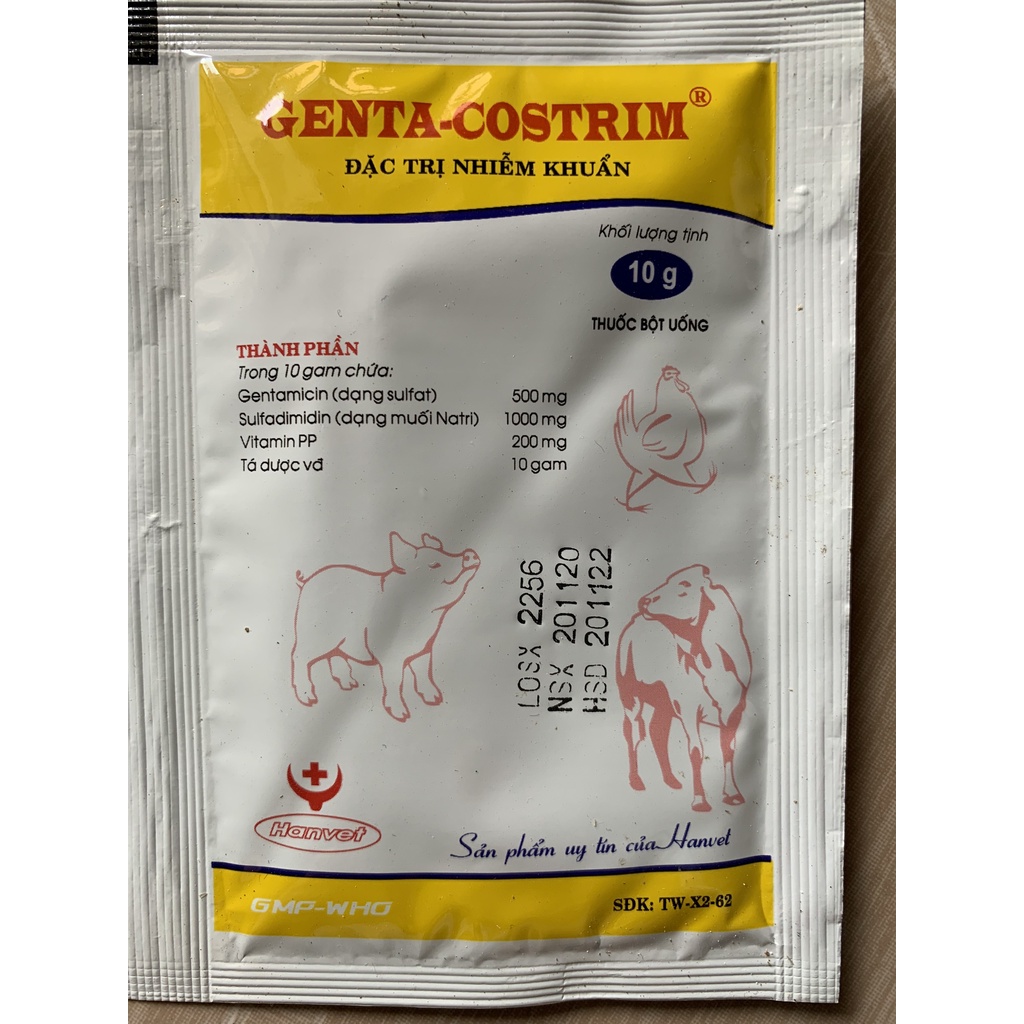 GENTA-COSTRIM®
ĐẶC TRỊ NHIỄM KHUẨN
Khối lượng tịnh
10 g
THUỐC BỘT UỐNG
THÀNH PHẦN
Trong 10 gam chứa:
Gentamicin (dạng sulfat) 500 mg
Sulfadimidin (dạng muối Natri) 1000 mg
Vitamin PP 200 mg
Tá dược vđ 10 gam
LOSX 2256
NSX 201120
HSD 201122
Hanvet
Sản phẩm uy tín của Hanvet
GMP-WHO
SĐK: TW-X2-62